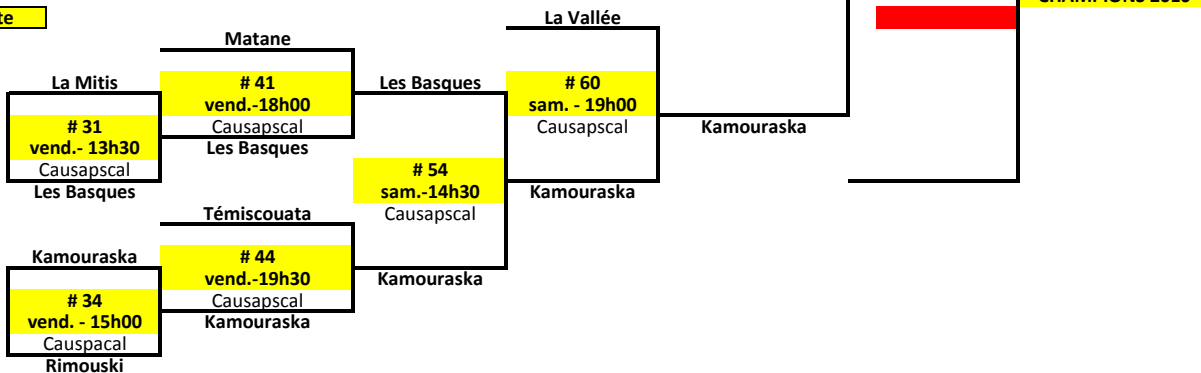 La Vallée
Matane
La Mitis
# 41
vend.-18h00
Causapscal
Les Basques
Les Basques
# 60
sam. - 19h00
Causapscal
Kamouraska
# 31
vend.- 13h30
Causapscal
Les Basques
# 54
sam.-14h30
Causapscal
Kamouraska
Témiscouata
Kamouraska
# 44
vend.-19h30
Causapscal
Kamouraska
Kamouraska
# 34
vend. - 15h00
Causpacal
Rimouski